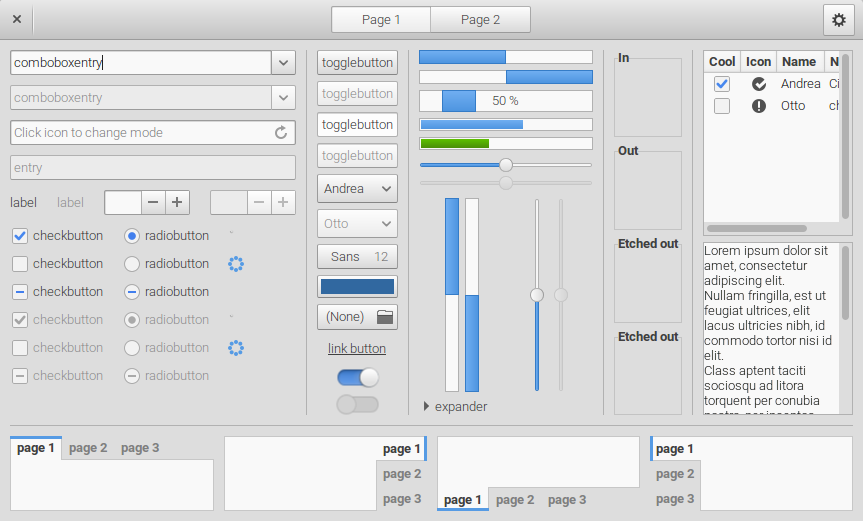 Page 1
Page 2
comboboxentry
comboboxentry
Click icon to change mode
entry
label
label
checkbutton
radiobutton
checkbutton
radiobutton
checkbutton
radiobutton
checkbutton
radiobutton
checkbutton
radiobutton
checkbutton
radiobutton
togglebutton
togglebutton
togglebutton
togglebutton
Andrea
Otto
Sans 12
(None)
link button
50 %
expander
In
Out
Etched out
Etched out
Cool Icon Name N
Andrea Ci
Otto ch
Lorem ipsum dolor sit
amet, consectetur
adipiscing elit.
Nullam fringilla, est ut
feugiat ultrices, elit
lacus ultricies nibh, id
commodo tortor nisi id
elit.
Class aptent taciti
sociosqu ad litora
torquent per conubia
page 1 page 2 page 3
page 1
page 2
page 3
page 1 page 2 page 3
page 1
page 2
page 3